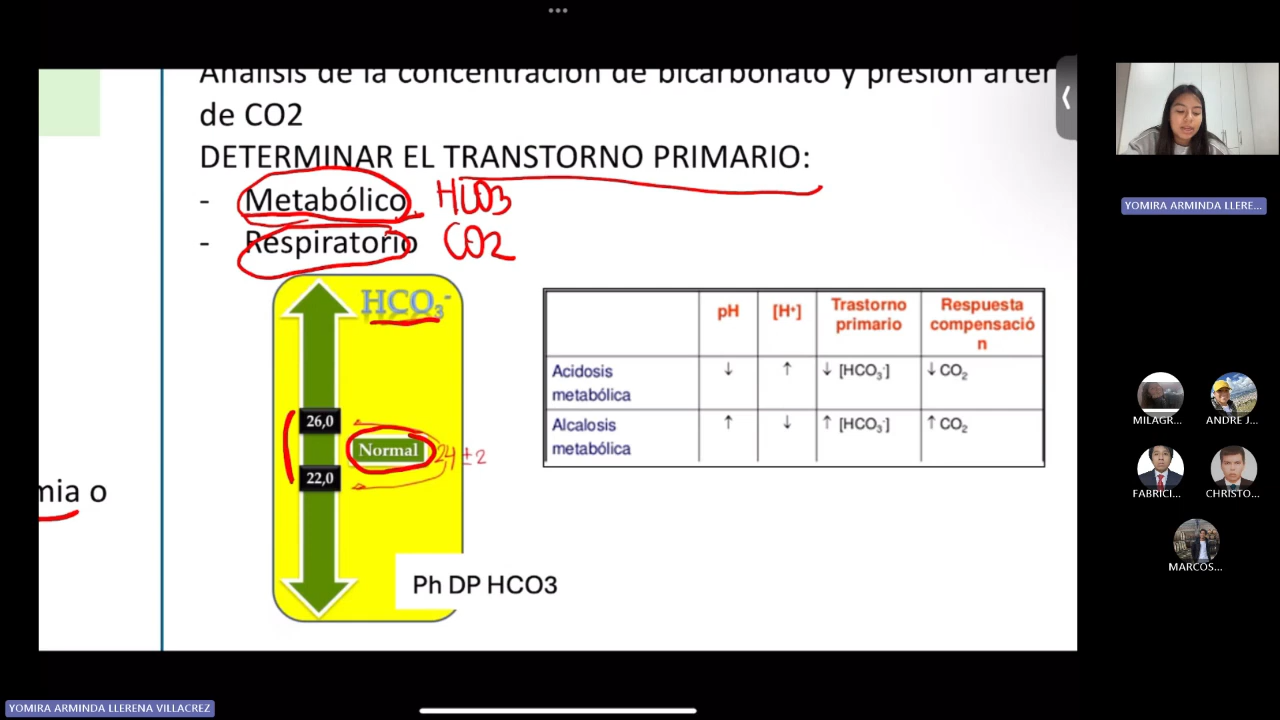 Análisis de la concentración de bicarbonato y presión arter
de CO2
DETERMINAR EL TRANSTORNO PRIMARIO:
- Metabólico HCO3
- Respiratorio CO2
HCO3-
26,0
Normal 24 ± 2
22,0
Ph DP HCO3
pH [H+] Trastorno primario Respuesta compensació
n
Acidosis metabólica ↓ ↑ ↓ [HCO3-] ↓ CO2
Alcalosis metabólica ↑ ↓ ↑ [HCO3-] ↑ CO2
mia o
YOMIRA ARMINDA LLERE...
MILAGR...
ANDRE J...
FABRICI...
CHRISTO...
MARCOS...
YOMIRA ARMINDA LLERENA VILLACREZ